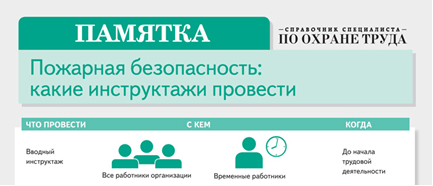 ПАМЯТКА
СПРАВОЧНИК СПЕЦИАЛИСТА
ПО ОХРАНЕ ТРУДА
Пожарная безопасность:
какие инструктажи провести
ЧТО ПРОВЕСТИ С КЕМ КОГДА
Вводный
инструктаж
Все работники организации
Временные работники
До начала
трудовой
деятельности